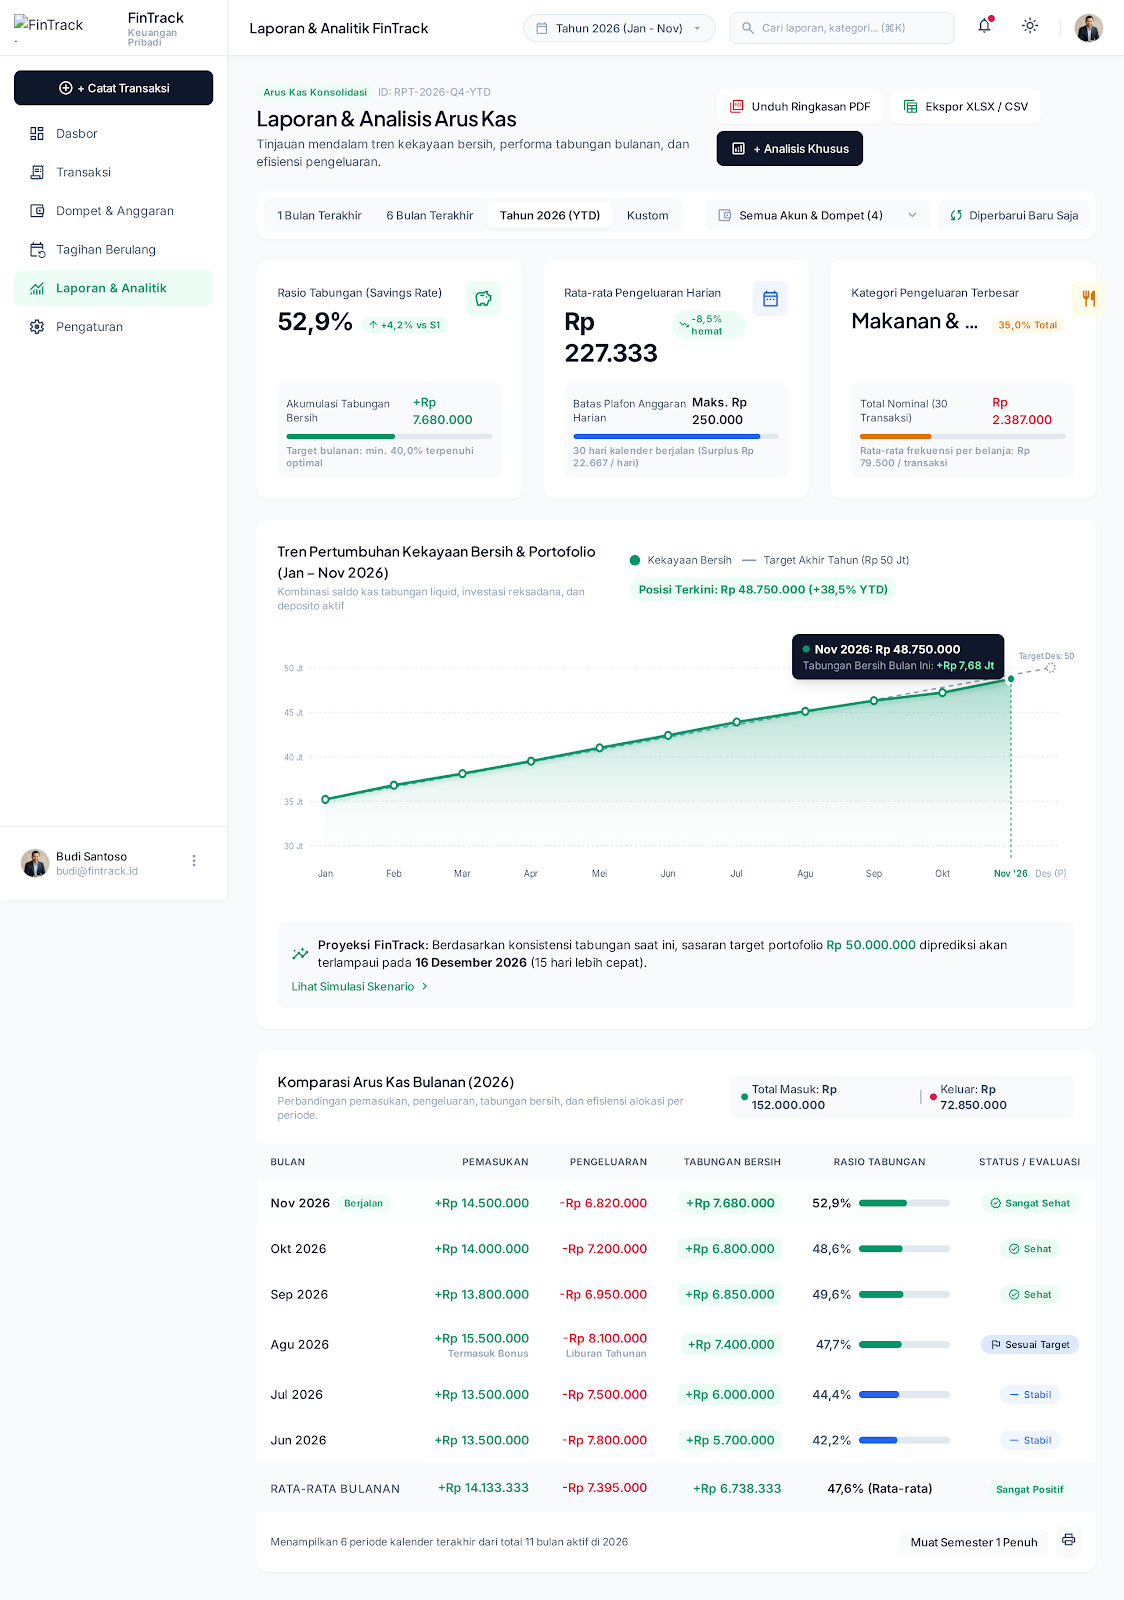 FinTrack
FinTrack
Keuangan
Pribadi
Laporan & Analitik FinTrack
Tahun 2026 (Jan - Nov)
Cari laporan, kategori... (⌘K)
+ Catat Transaksi
Dasbor
Transaksi
Dompet & Anggaran
Tagihan Berulang
Laporan & Analitik
Pengaturan
Budi Santoso
budi@fintrack.id
Arus Kas Konsolidasi ID: RPT-2026-Q4-YTD
Laporan & Analisis Arus Kas
Tinjauan mendalam tren kekayaan bersih, performa tabungan bulanan, dan
efisiensi pengeluaran.
Unduh Ringkasan PDF
Ekspor XLSX / CSV
+ Analisis Khusus
1 Bulan Terakhir
6 Bulan Terakhir
Tahun 2026 (YTD)
Kustom
Semua Akun & Dompet (4)
Diperbarui Baru Saja
Rasio Tabungan (Savings Rate)
52,9%
+4,2% vs S1
Akumulasi Tabungan
Bersih
+Rp
7.680.000
Target bulanan: min. 40,0% terpenuhi
optimal
Rata-rata Pengeluaran Harian
Rp
227.333
-8,5%
hemat
Batas Plafon Anggaran
Harian
Maks. Rp
250.000
30 hari kalender berjalan (Surplus Rp
22.667 / hari)
Kategori Pengeluaran Terbesar
Makanan & ...
35,0% Total
Total Nominal (30
Transaksi)
Rp
2.387.000
Rata-rata frekuensi per belanja: Rp
79.500 / transaksi
Tren Pertumbuhan Kekayaan Bersih & Portofolio
(Jan – Nov 2026)
Kombinasi saldo kas tabungan liquid, investasi reksadana, dan
deposito aktif
Kekayaan Bersih
Target Akhir Tahun (Rp 50 Jt)
Posisi Terkini: Rp 48.750.000 (+38,5% YTD)
Nov 2026: Rp 48.750.000
Tabungan Bersih Bulan Ini: +Rp 7,68 Jt
Target Des: 50
50 Jt
45 Jt
40 Jt
35 Jt
30 Jt
Jan Feb Mar Apr Mei Jun Jul Agu Sep Okt Nov '26 Des (P)
Proyeksi FinTrack: Berdasarkan konsistensi tabungan saat ini, sasaran target portofolio Rp 50.000.000 diprediksi akan
terlampaui pada 16 Desember 2026 (15 hari lebih cepat).
Lihat Simulasi Skenario
Komparasi Arus Kas Bulanan (2026)
Perbandingan pemasukan, pengeluaran, tabungan bersih, dan efisiensi alokasi per
periode.
Total Masuk: Rp
152.000.000
| Keluar: Rp
72.850.000
BULAN PEMASUKAN PENGELUARAN TABUNGAN BERSIH RASIO TABUNGAN STATUS / EVALUASI
Nov 2026 Berjalan +Rp 14.500.000 -Rp 6.820.000 +Rp 7.680.000 52,9% Sangat Sehat
Okt 2026 +Rp 14.000.000 -Rp 7.200.000 +Rp 6.800.000 48,6% Sehat
Sep 2026 +Rp 13.800.000 -Rp 6.950.000 +Rp 6.850.000 49,6% Sehat
Agu 2026 +Rp 15.500.000 -Rp 8.100.000 +Rp 7.400.000 47,7% Sesuai Target
Termasuk Bonus Liburan Tahunan
Jul 2026 +Rp 13.500.000 -Rp 7.500.000 +Rp 6.000.000 44,4% Stabil
Jun 2026 +Rp 13.500.000 -Rp 7.800.000 +Rp 5.700.000 42,2% Stabil
RATA-RATA BULANAN +Rp 14.133.333 -Rp 7.395.000 +Rp 6.738.333 47,6% (Rata-rata) Sangat Positif
Menampilkan 6 periode kalender terakhir dari total 11 bulan aktif di 2026
Muat Semester 1 Penuh